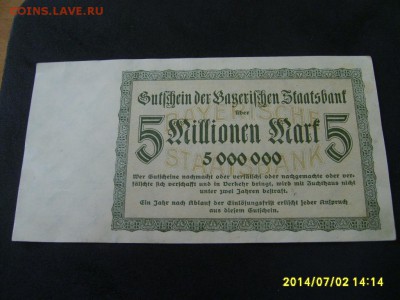 COINS.LAVE.RU
Gutschein der Bayerischen Staatsbank
über
5 Millionen Mark 5
BAYERISCHE
STAATSBANK
5 000 000
Wer Gutscheine nachmacht oder verfälscht oder nachgemachte oder ver-
fälschte sich verschafft und in Verkehr bringt, wird mit Zuchthaus nicht
unter zwei Jahren bestraft.
Ein Jahr nach Ablauf der Einlösungsfrist erlischt jeder Anspruch
aus diesem Gutschein.
2014/07/02 14:14